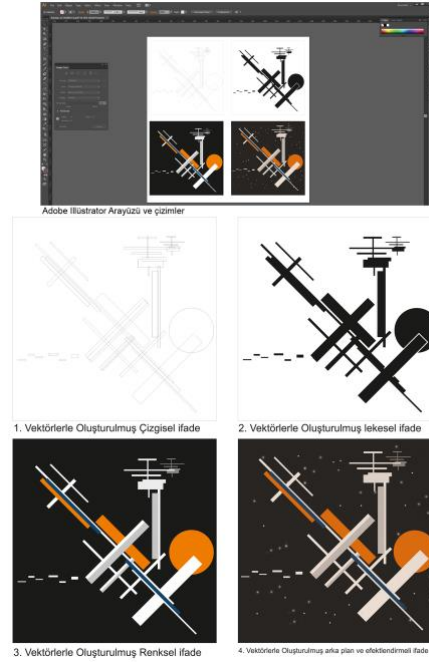 Adobe Illüstrator Arayüzü ve çizimler
1. Vektörlerle Oluşturulmuş Çizgisel ifade
2. Vektörlerle Oluşturulmuş lekesel ifade
3. Vektörlerle Oluşturulmuş Renksel ifade
4. Vektörlerle Oluşturulmuş arka plan ve efektlendirmeli ifade